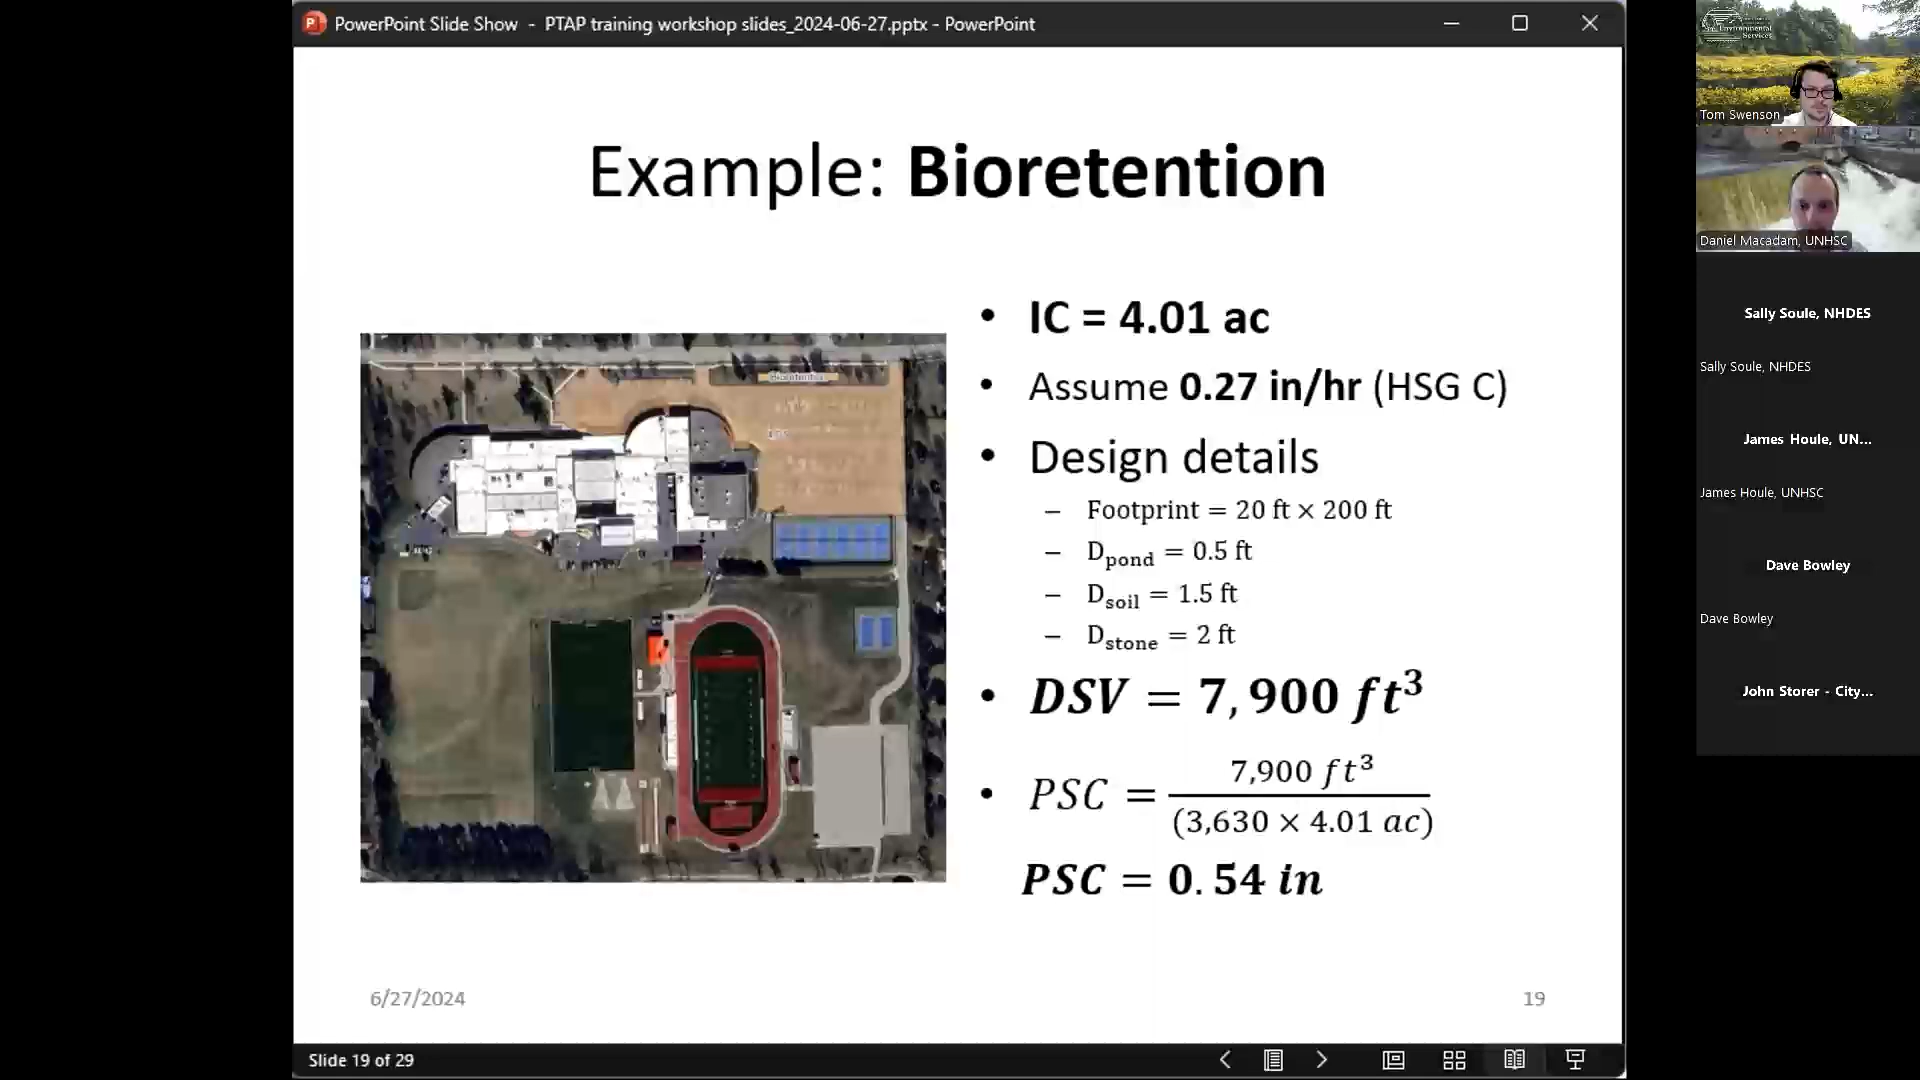 PowerPoint Slide Show - PTAP training workshop slides_2024-06-27.pptx - PowerPoint
Example: Bioretention
• IC = 4.01 ac
• Assume 0.27 in/hr (HSG C)
• Design details
– Footprint = 20 ft × 200 ft
– Dpond = 0.5 ft
– Dsoil = 1.5 ft
– Dstone = 2 ft
• DSV = 7,900 ft³
• PSC = 7,900 ft³ / (3,630 × 4.01 ac)
PSC = 0.54 in
6/27/2024
19
Slide 19 of 29
Environmental
Services
Tom Swenson
Daniel Macadam, UNHSC
Sally Soule, NHDES
Sally Soule, NHDES
James Houle, UN...
James Houle, UNHSC
Dave Bowley
Dave Bowley
John Storer - City...